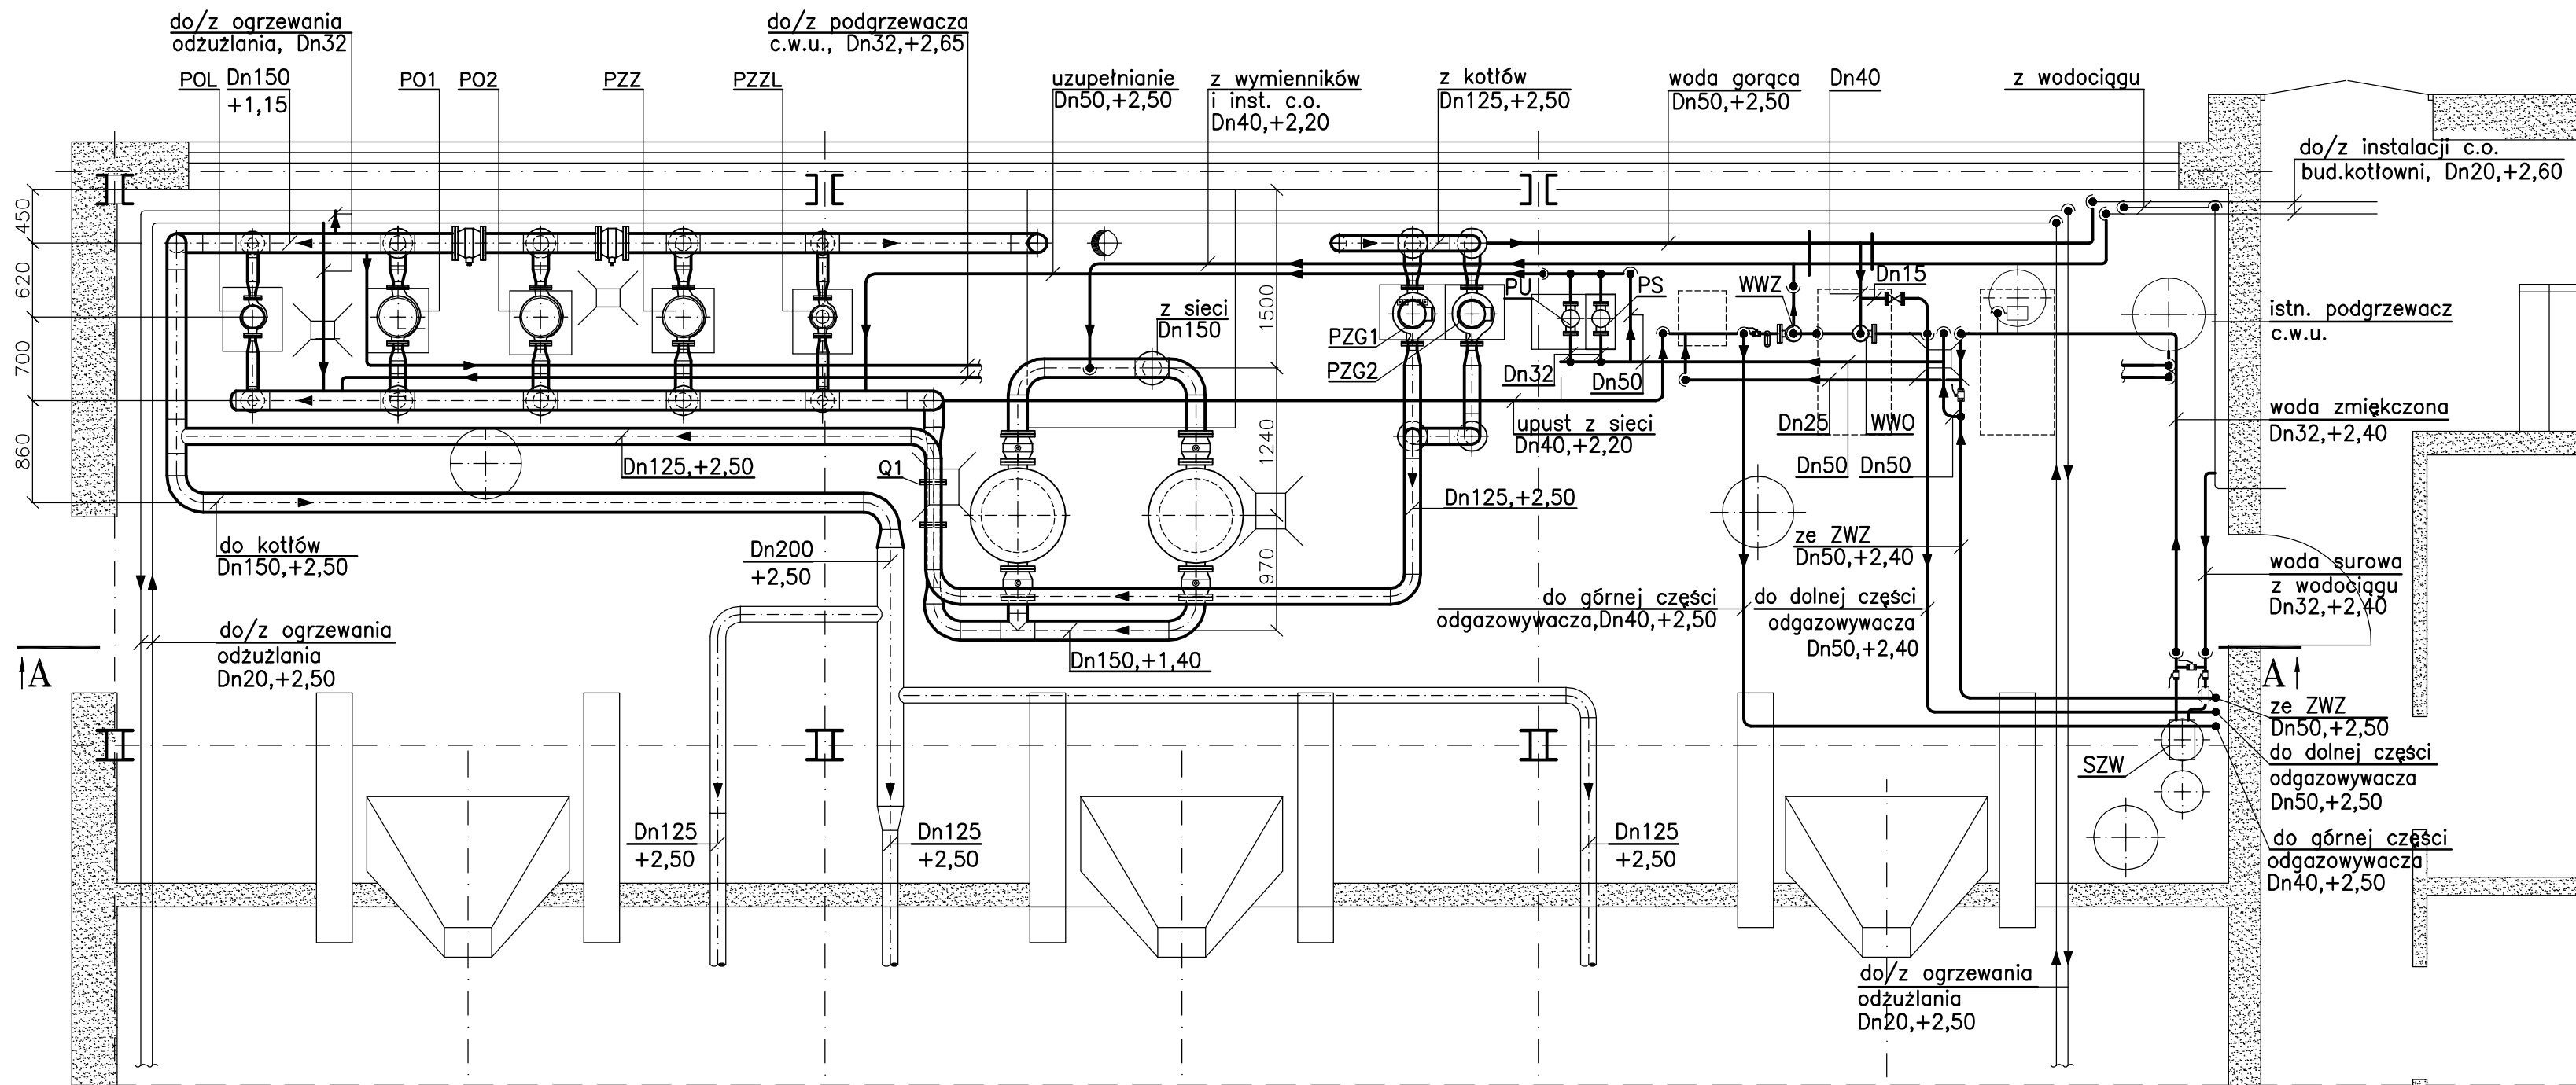 do/z ogrzewania
odżużlania, Dn32
do/z podgrzewacza
c.w.u., Dn32,+2,65
POL
Dn150
+1,15
PO1
PO2
PZZ
PZZL
uzupełnianie
Dn50,+2,50
z wymienników
i inst. c.o.
Dn40,+2,20
z kotłów
Dn125,+2,50
woda gorąca
Dn50,+2,50
Dn40
z wodociągu
do/z instalacji c.o.
bud.kotłowni, Dn20,+2,60
450
620
700
860
1500
1240
970
z sieci
Dn150
PZG1
PZG2
PU
PS
WWZ
Dn15
istn. podgrzewacz
c.w.u.
Dn32
Dn50
upust z sieci
Dn40,+2,20
Dn25
WWO
Dn50
Dn50
woda zmiękczona
Dn32,+2,40
Dn125,+2,50
Q1
Dn125,+2,50
do kotłów
Dn150,+2,50
Dn200
+2,50
ze ZWZ
Dn50,+2,40
woda surowa
z wodociągu
Dn32,+2,40
do górnej części
odgazowywacza,Dn40,+2,50
do dolnej części
odgazowywacza
Dn50,+2,40
do/z ogrzewania
odżużlania
Dn20,+2,50
Dn150,+1,40
A
A
ze ZWZ
Dn50,+2,50
do dolnej części
odgazowywacza
Dn50,+2,50
SZW
do górnej części
odgazowywacza
Dn40,+2,50
Dn125
+2,50
Dn125
+2,50
Dn125
+2,50
do/z ogrzewania
odżużlania
Dn20,+2,50